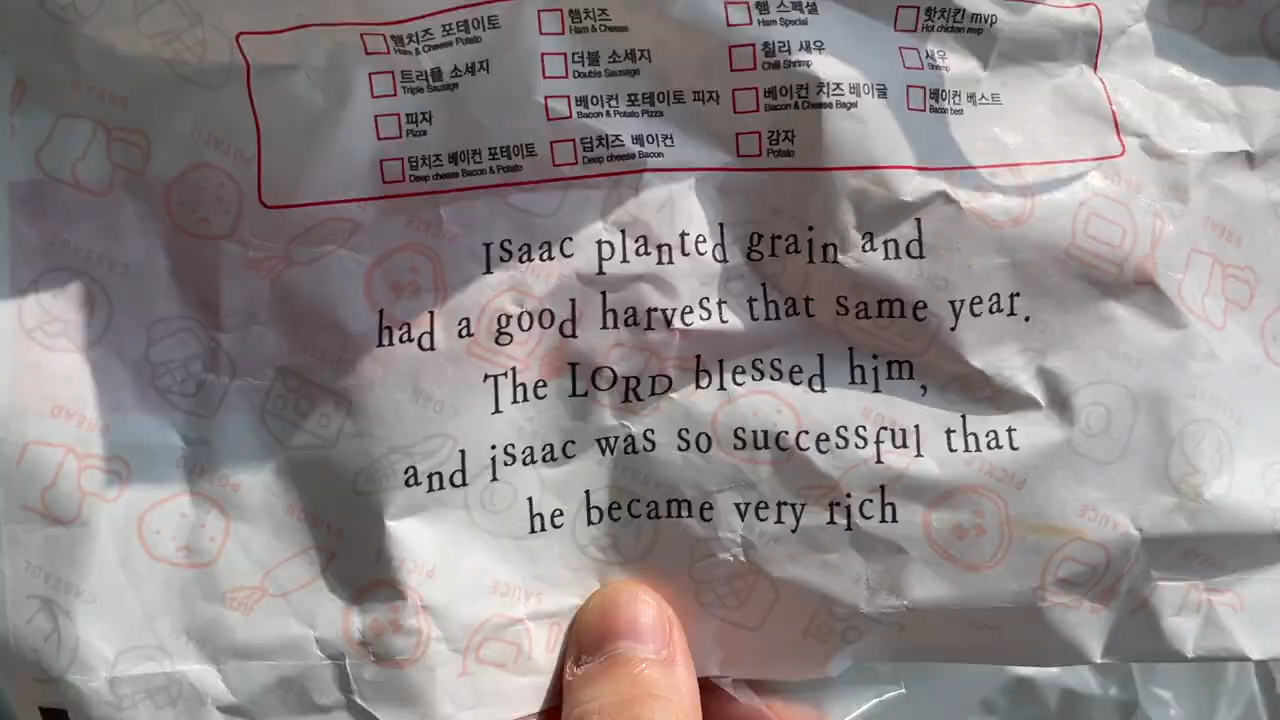 햄치즈 포테이토
Ham & Cheese Potato
햄치즈
Ham & Cheese
햄 스페셜
Ham Special
핫치킨 mvp
Hot chicken mvp
트리플 소세지
Triple Sausage
더블 소세지
Double Sausage
칠리 새우
Chili Shrimp
새우
Shrimp
피자
Pizza
베이컨 포테이토 피자
Bacon & Potato Pizza
베이컨 치즈 베이글
Bacon & Cheese Bagel
베이컨 베스트
Bacon best
딥치즈 베이컨 포테이토
Deep cheese Bacon & Potato
딥치즈 베이컨
Deep cheese Bacon
감자
Potato
Isaac planted grain and
had a good harvest that same year.
The LORD blessed him,
and isaac was so successful that
he became very rich